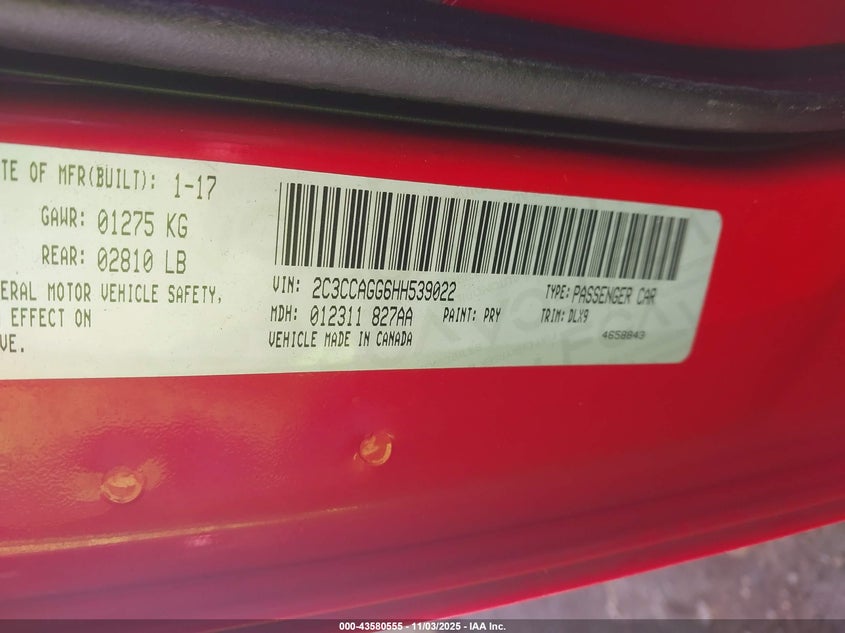 TE OF MFR(BUILT): 1-17
GAWR: 01275 KG
REAR: 02810 LB
ERAL MOTOR VEHICLE SAFETY,
EFFECT ON
VE.
VIN: 2C3CCAGG6HH539022
TYPE: PASSENGER CAR
MDH: 012311 827AA
PAINT: PRY
TRIM: DLX9
VEHICLE MADE IN CANADA
4658843
000-43580555 - 11/03/2025 - IAA Inc.